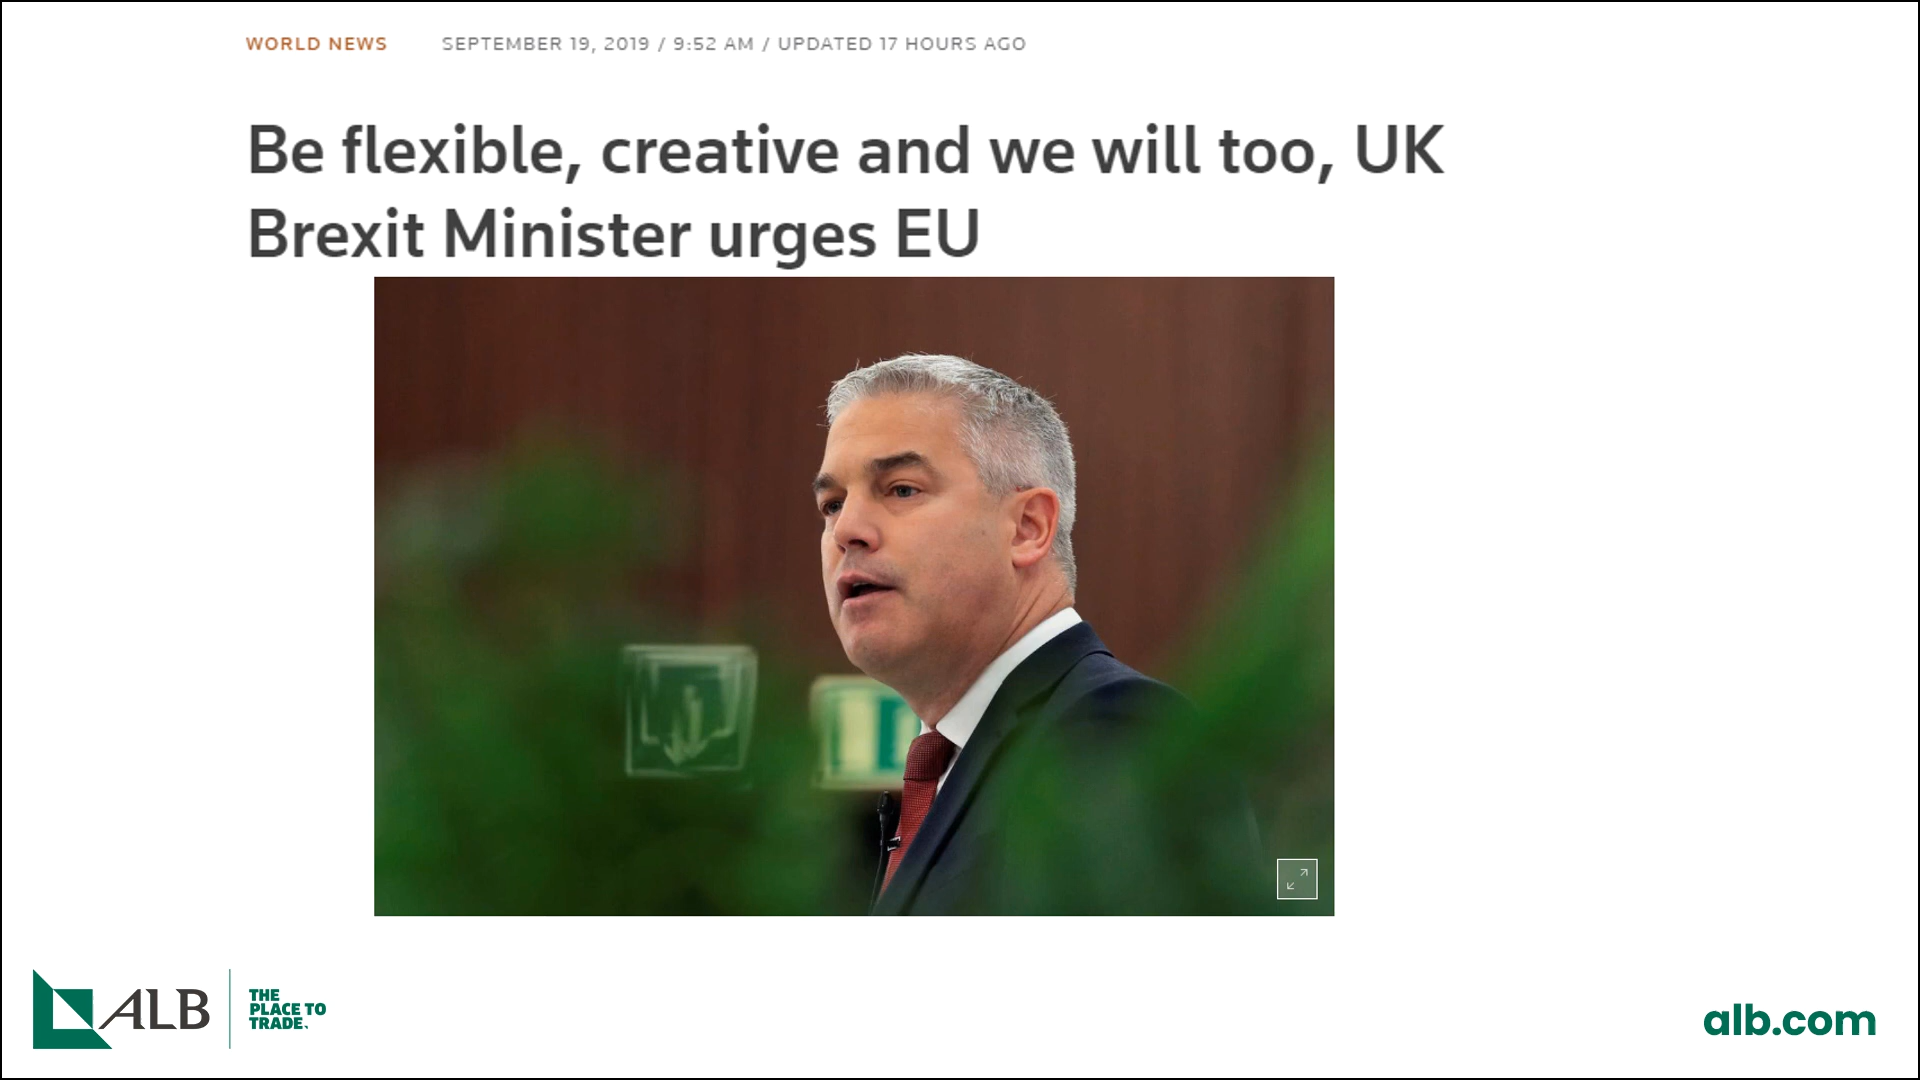 WORLD NEWS SEPTEMBER 19, 2019 / 9:52 AM / UPDATED 17 HOURS AGO
Be flexible, creative and we will too, UK
Brexit Minister urges EU
ALB
THE
PLACE TO
TRADE.
alb.com